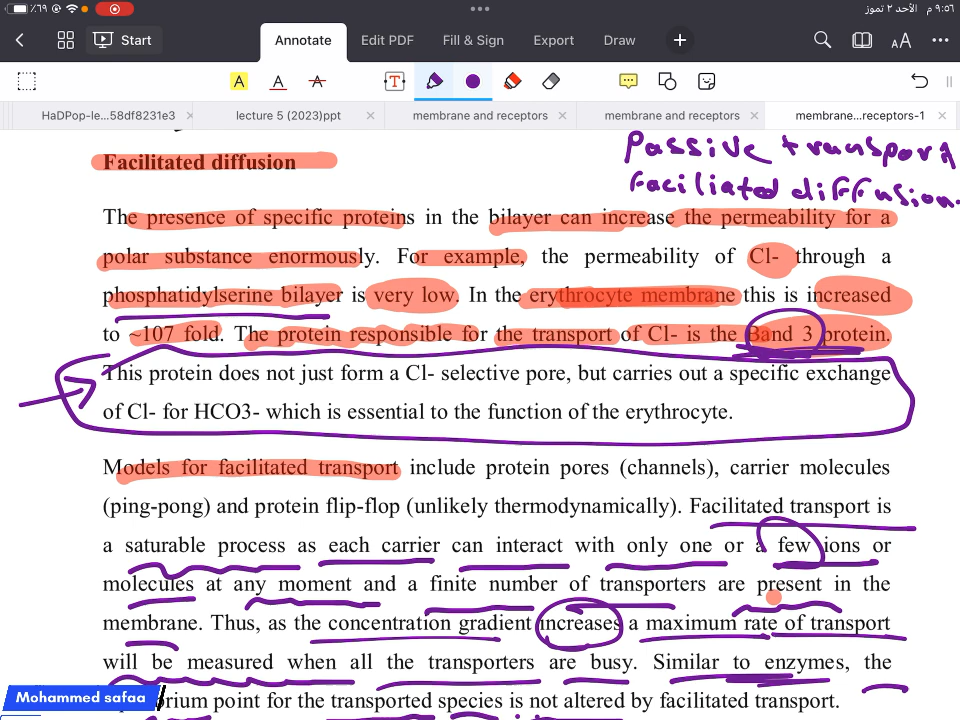 ٪٦٩
٩:٥٦ م الأحد ٢ تموز
Start
Annotate
Edit PDF
Fill & Sign
Export
Draw
HaDPop-le...58df8231e3
lecture 5 (2023)ppt
membrane and receptors
membrane and receptors
membrane...receptors-1
Passive transport
Faciliated diffusion.
Facilitated diffusion
The presence of specific proteins in the bilayer can increase the permeability for a
polar substance enormously. For example, the permeability of Cl- through a
phosphatidylserine bilayer is very low. In the erythrocyte membrane this is increased
to ~107 fold. The protein responsible for the transport of Cl- is the Band 3 protein.
This protein does not just form a Cl- selective pore, but carries out a specific exchange
of Cl- for HCO3- which is essential to the function of the erythrocyte.
Models for facilitated transport include protein pores (channels), carrier molecules
(ping-pong) and protein flip-flop (unlikely thermodynamically). Facilitated transport is
a saturable process as each carrier can interact with only one or a few ions or
molecules at any moment and a finite number of transporters are present in the
membrane. Thus, as the concentration gradient increases a maximum rate of transport
will be measured when all the transporters are busy. Similar to enzymes, the
point for the transported species is not altered by facilitated transport.
Mohammed safaa